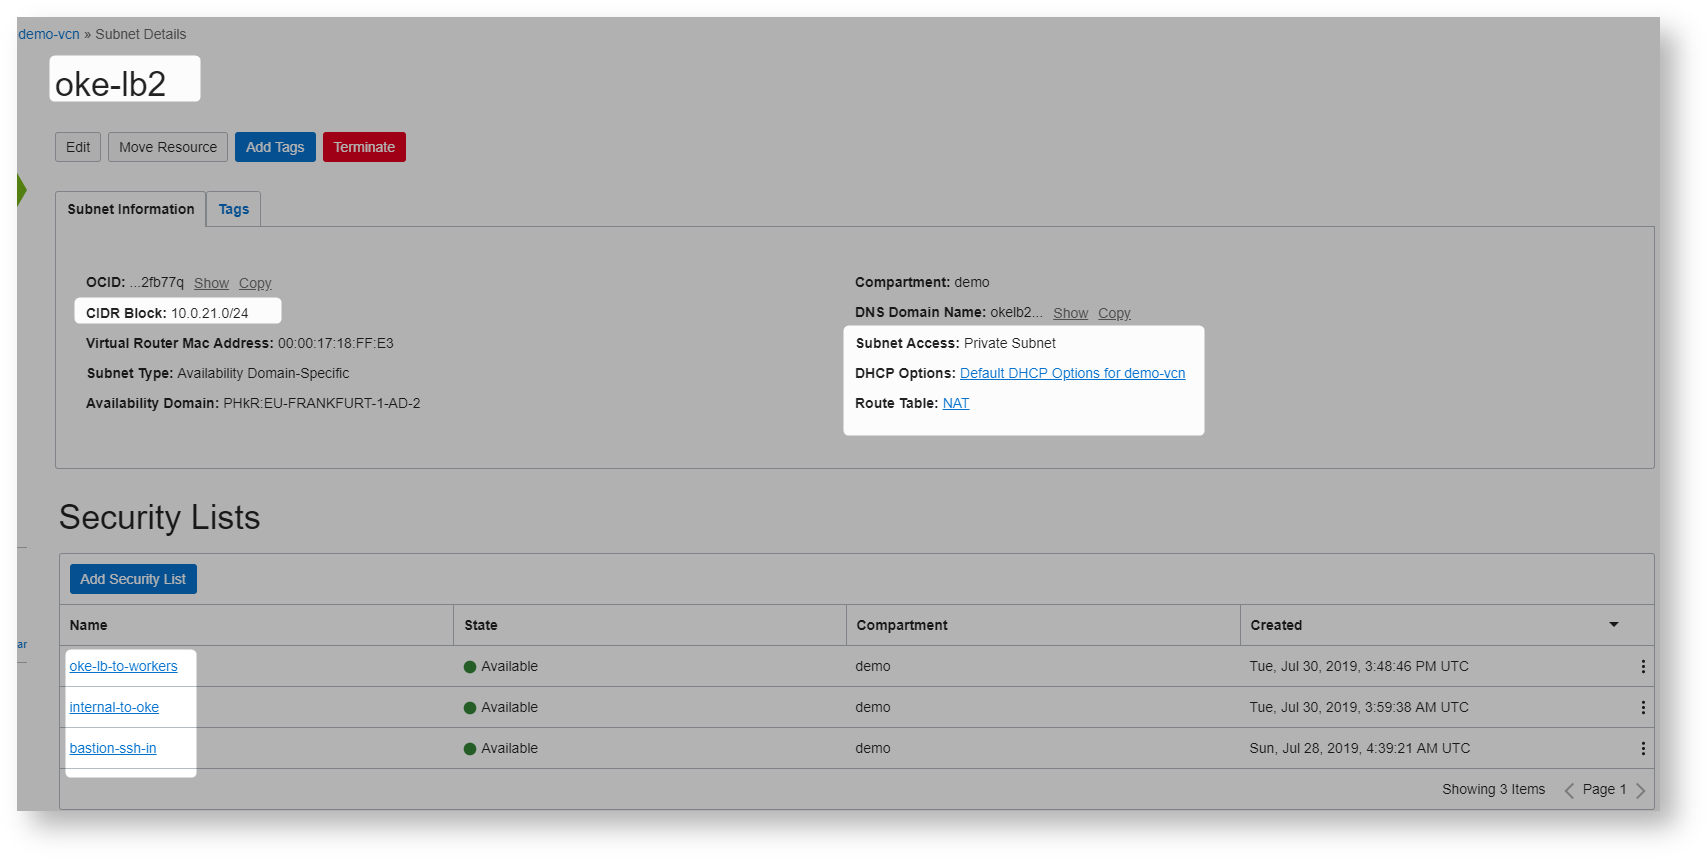 demo-vcn » Subnet Details
oke-lb2
Edit Move Resource Add Tags Terminate
Subnet Information Tags
OCID: ...2fb77q Show Copy
CIDR Block: 10.0.21.0/24
Virtual Router Mac Address: 00:00:17:18:FF:E3
Subnet Type: Availability Domain-Specific
Availability Domain: PHkR:EU-FRANKFURT-1-AD-2
Compartment: demo
DNS Domain Name: okelb2... Show Copy
Subnet Access: Private Subnet
DHCP Options: Default DHCP Options for demo-vcn
Route Table: NAT
Security Lists
Add Security List
Name State Compartment Created
oke-lb-to-workers Available demo Tue, Jul 30, 2019, 3:48:46 PM UTC
ar
internal-to-oke Available demo Tue, Jul 30, 2019, 3:59:38 AM UTC
bastion-ssh-in Available demo Sun, Jul 28, 2019, 4:39:21 AM UTC
Showing 3 Items Page 1